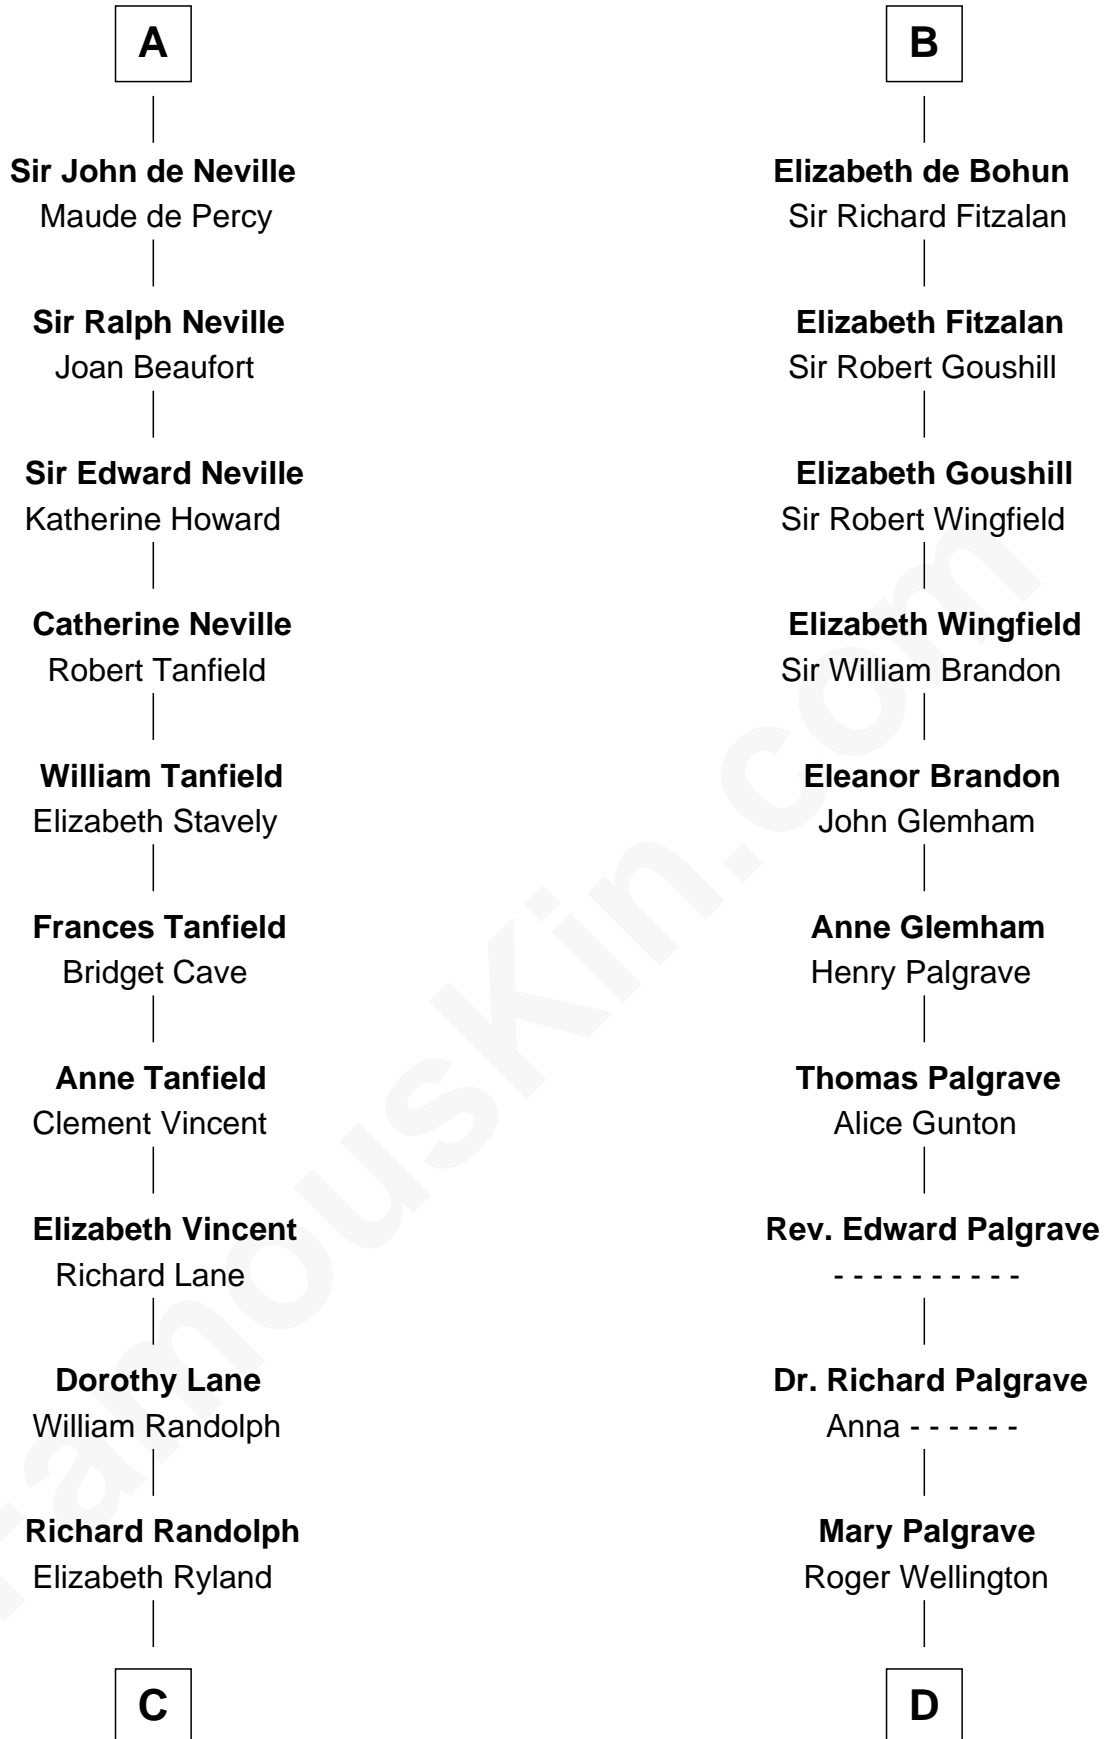 A
Sir John de Neville
Maude de Percy
Sir Ralph Neville
Joan Beaufort
Sir Edward Neville
Katherine Howard
Catherine Neville
Robert Tanfield
William Tanfield
Elizabeth Stavely
Frances Tanfield
Bridget Cave
Anne Tanfield
Clement Vincent
Elizabeth Vincent
Richard Lane
Dorothy Lane
William Randolph
Richard Randolph
Elizabeth Ryland
C
B
Elizabeth de Bohun
Sir Richard Fitzalan
Elizabeth Fitzalan
Sir Robert Goushill
Elizabeth Goushill
Sir Robert Wingfield
Elizabeth Wingfield
Sir William Brandon
Eleanor Brandon
John Glemham
Anne Glemham
Henry Palgrave
Thomas Palgrave
Alice Gunton
Rev. Edward Palgrave
- - - - - - - - - -
Dr. Richard Palgrave
Anna - - - - - -
Mary Palgrave
Roger Wellington
D
FamousKin.com